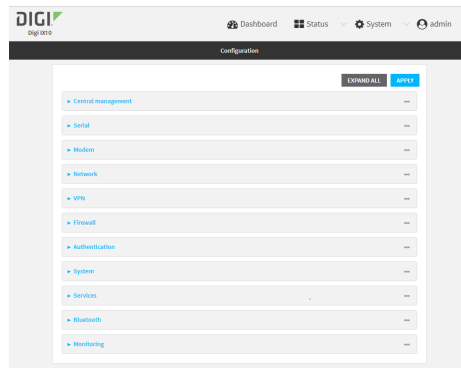 DIGI
Digi IX10
Dashboard Status System admin
Configuration
EXPAND ALL APPLY
Central management
Serial
Modem
Network
VPN
Firewall
Authentication
System
Services
Bluetooth
Monitoring